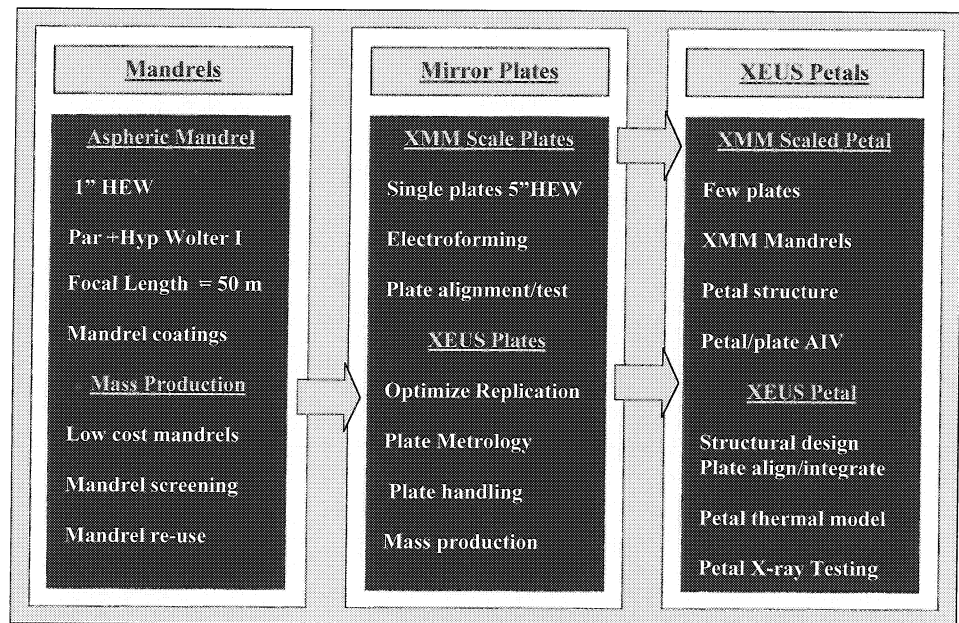 Mandrels
Aspheric Mandrel
1" HEW
Par +Hyp Wolter I
Focal Length = 50 m
Mandrel coatings
Mass Production
Low cost mandrels
Mandrel screening
Mandrel re-use
Mirror Plates
XMM Scale Plates
Single plates 5"HEW
Electroforming
Plate alignment/test
XEUS Plates
Optimize Replication
Plate Metrology
Plate handling
Mass production
XEUS Petals
XMM Scaled Petal
Few plates
XMM Mandrels
Petal structure
Petal/plate AIV
XEUS Petal
Structural design
Plate align/integrate
Petal thermal model
Petal X-ray Testing